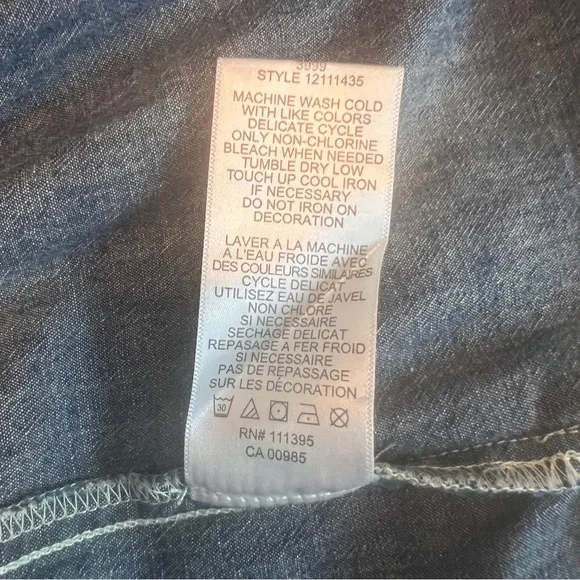 3999
STYLE 12111435
MACHINE WASH COLD
WITH LIKE COLORS
DELICATE CYCLE
ONLY NON-CHLORINE
BLEACH WHEN NEEDED
TUMBLE DRY LOW
TOUCH UP COOL IRON
IF NECESSARY
DO NOT IRON ON
DECORATION
LAVER A LA MACHINE
A L'EAU FROIDE AVEC
DES COULEURS SIMILAIRES
CYCLE DELICAT
UTILISEZ EAU DE JAVEL
NON CHLORÉ
SI NECESSAIRE
SECHAGE DELICAT
REPASAGE A FER FROID
SI NECESSAIRE
PAS DE REPASSAGE
SUR LES DÉCORATION
30
RN# 111395
CA 00985